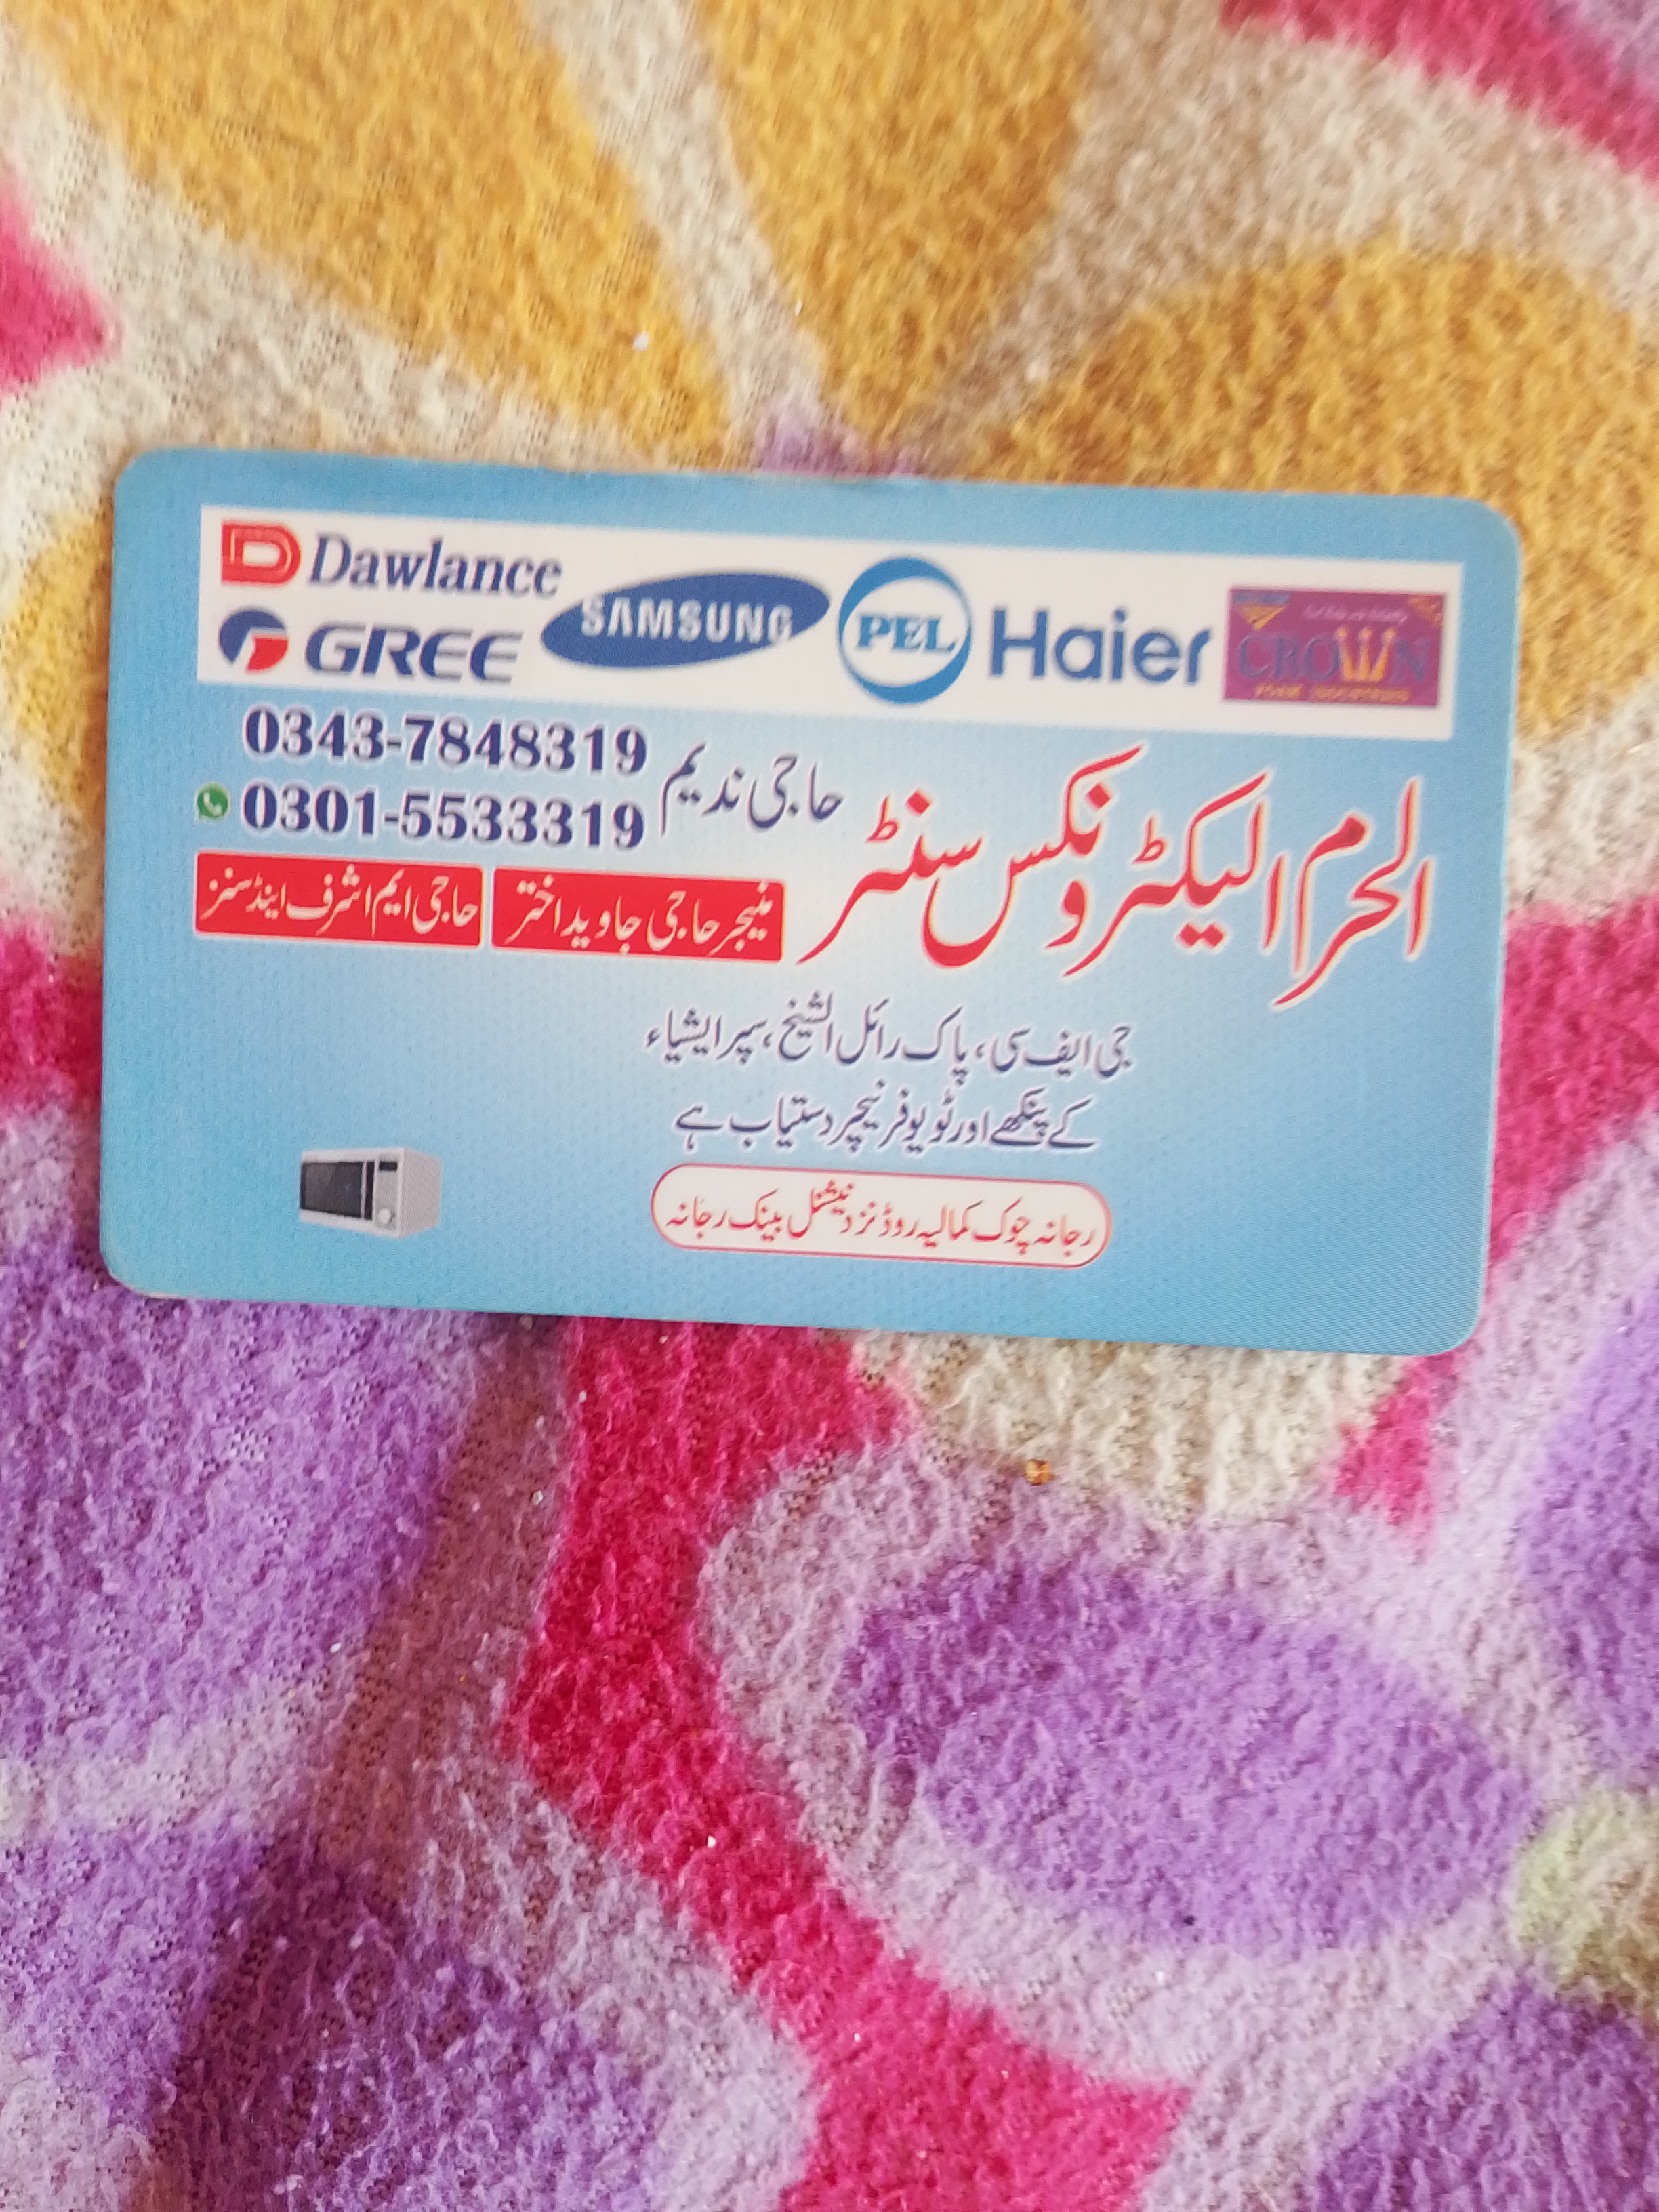 Dawlance
GREE
SAMSUNG
PEL
Haier
CROWN
0343-7848319
0301-5533319
حاجی ندیم
الحرم الیکٹرونکس سنٹر
منیجر حاجی جاوید اختر
حاجی ایم اشرف اینڈ سنز
جی ایف سی، پاک رائل الشیخ، سپر ایشیاء
کے پنکھے اور ٹو یو فرنیچر دستیاب ہے
رجانہ چوک کمالیہ روڈ نزد نیشنل بینک رجانہ